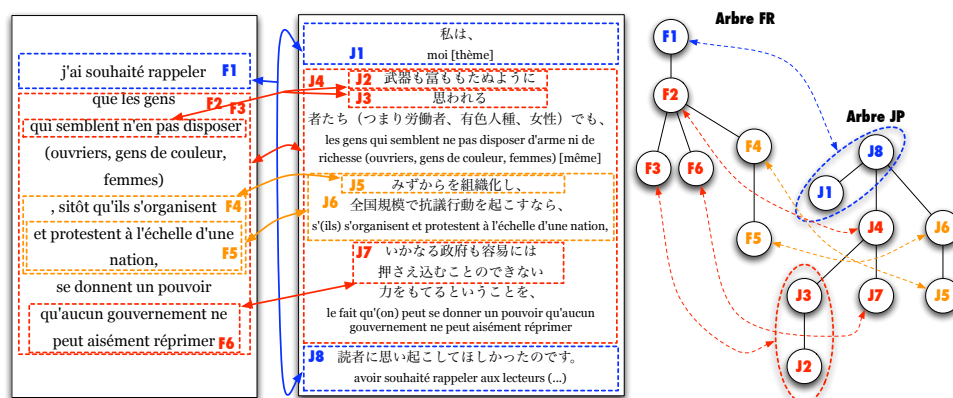 j'ai souhaité rappeler F1
que les gens F2 F3
qui semblent n'en pas disposer
(ouvriers, gens de couleur,
femmes)
, sitôt qu'ils s'organisent F4
et protestent à l'échelle d'une
nation, F5
se donnent un pouvoir
qu'aucun gouvernement ne
peut aisément réprimer F6
私は、
J1 moi [thème]
J4 J2 武器も富ももたぬように
J3 思われる
者たち（つまり労働者、有色人種、女性）でも、
les gens qui semblent ne pas disposer d'arme ni de
richesse (ouvriers, gens de couleur, femmes) [même]
J5 みずからを組織化し、
J6 全国規模で抗議行動を起こすなら、
s'(ils) s'organisent et protestent à l'échelle d'une nation,
J7 いかなる政府も容易には
押さえ込むことのできない
力をもてるということを、
le fait qu'(on) peut se donner un pouvoir qu'aucun
gouvernement ne peut aisément réprimer
J8 読者に思い起こしてほしかったのです。
avoir souhaité rappeler aux lecteurs (...)
Arbre FR
F1
F2
F3
F6
F4
F5
Arbre JP
J8
J1
J4
J6
J3
J7
J5
J2